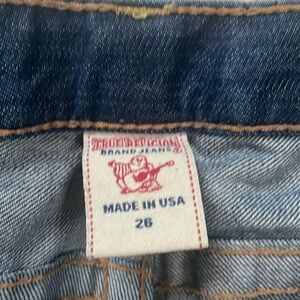 TRUE RELIGION
BRAND JEANS
MADE IN USA
26